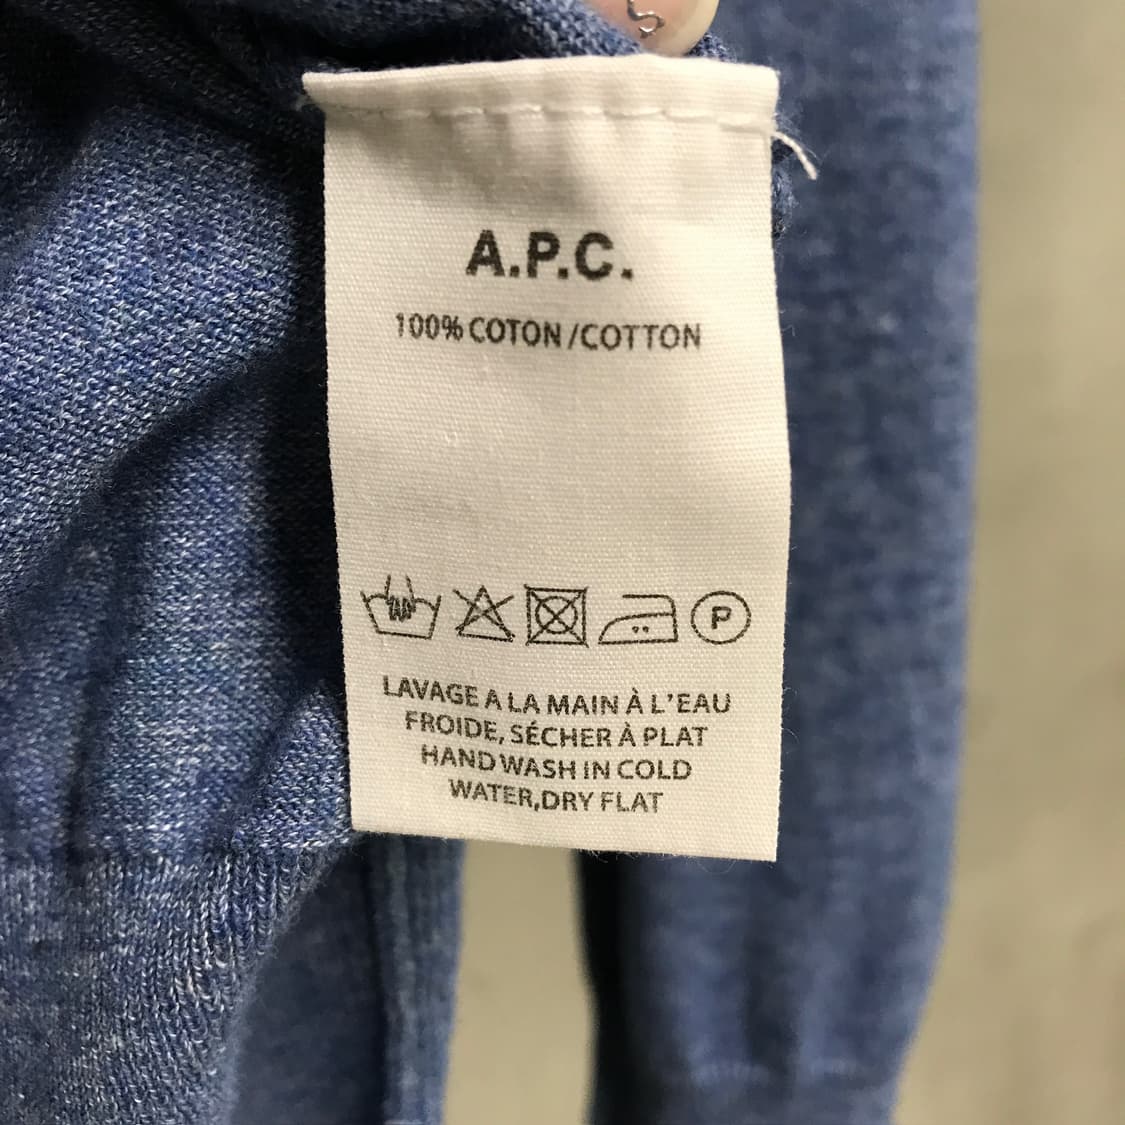 A.P.C.
100% COTON /COTTON
P
LAVAGE A LA MAIN À L'EAU
FROIDE, SÉCHER À PLAT
HAND WASH IN COLD
WATER,DRY FLAT